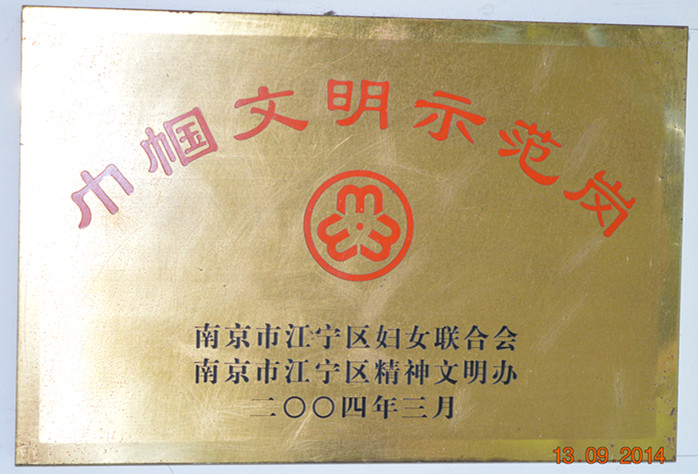 巾帼文明示范岗
南京市江宁区妇女联合会
南京市江宁区精神文明办
二〇〇四年三月
13.09.2014